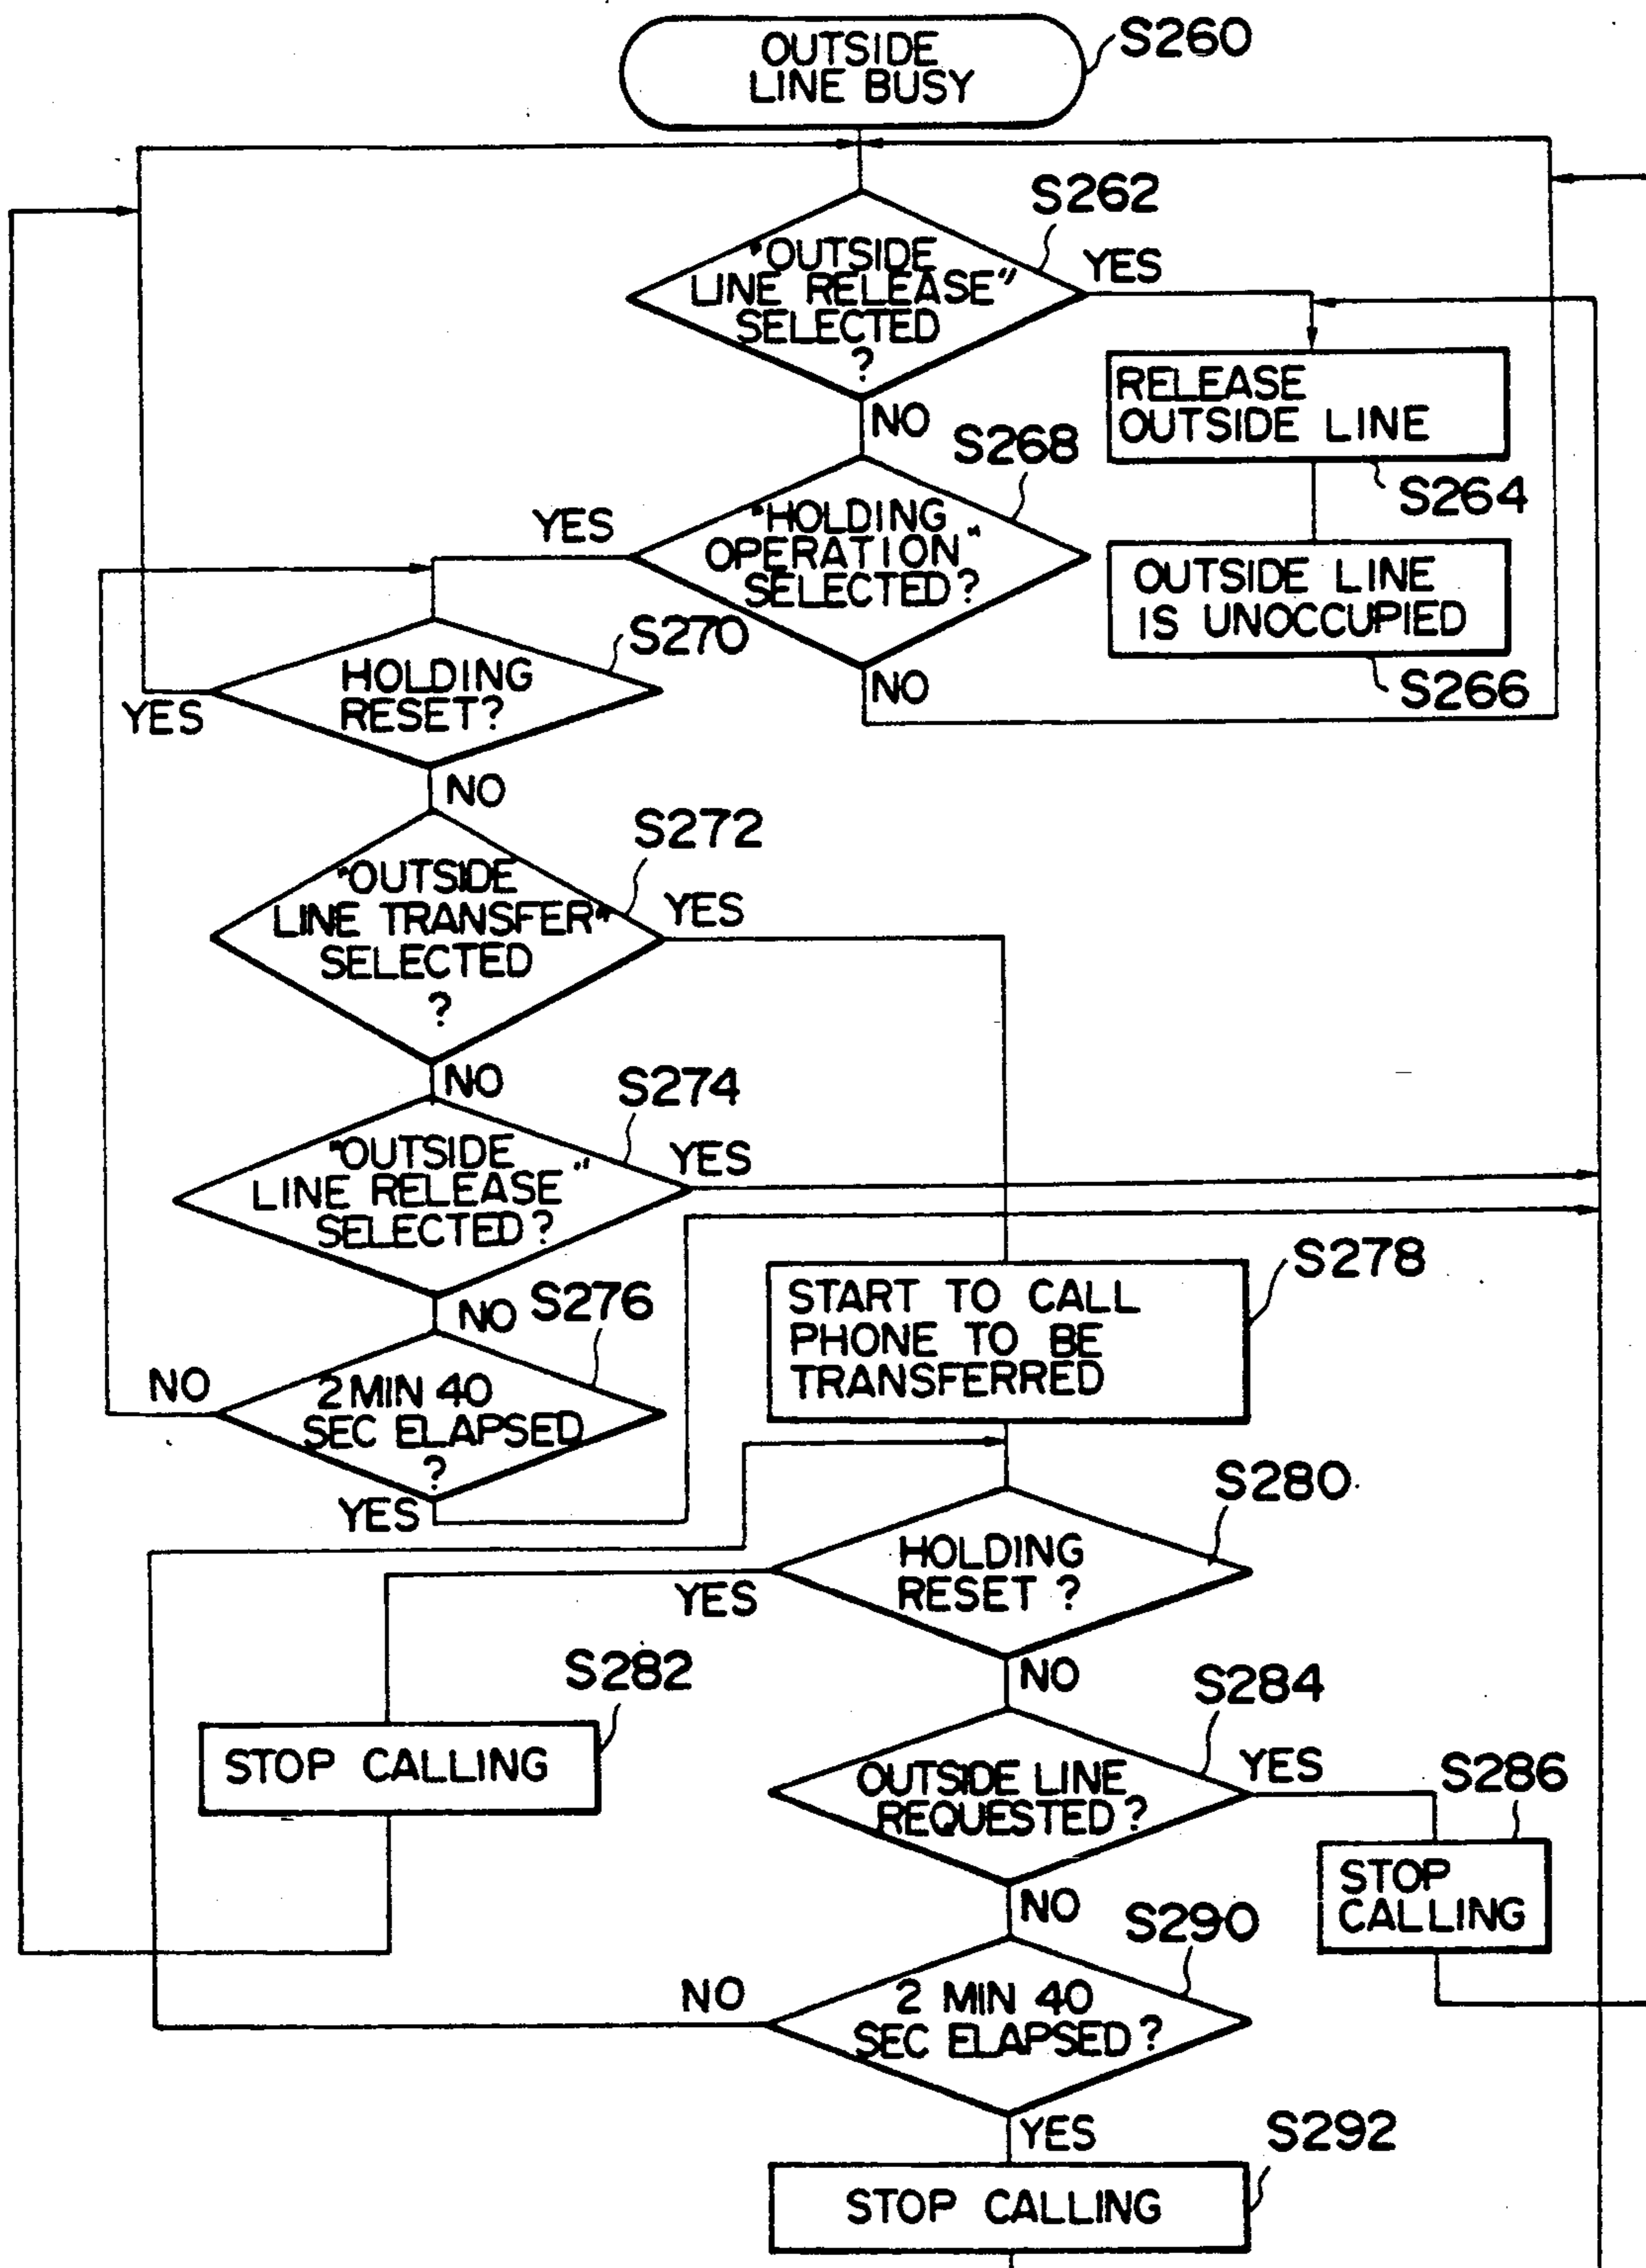 OUTSIDE
LINE BUSY
S260
S262
"OUTSIDE
LINE RELEASE"
SELECTED
?
YES
NO
RELEASE
OUTSIDE LINE
S264
S268
"HOLDING
OPERATION"
SELECTED?
YES
NO
OUTSIDE LINE
IS UNOCCUPIED
S266
S270
HOLDING
RESET?
YES
NO
S272
"OUTSIDE
LINE TRANSFER"
SELECTED
?
YES
NO
S274
"OUTSIDE
LINE RELEASE"
SELECTED?
YES
NO
S276
2 MIN 40
SEC ELAPSED
?
NO
YES
S278
START TO CALL
PHONE TO BE
TRANSFERRED
S280
HOLDING
RESET ?
YES
NO
S282
STOP CALLING
S284
OUTSIDE LINE
REQUESTED?
YES
NO
S286
STOP
CALLING
S290
2 MIN 40
SEC ELAPSED?
NO
YES
S292
STOP CALLING